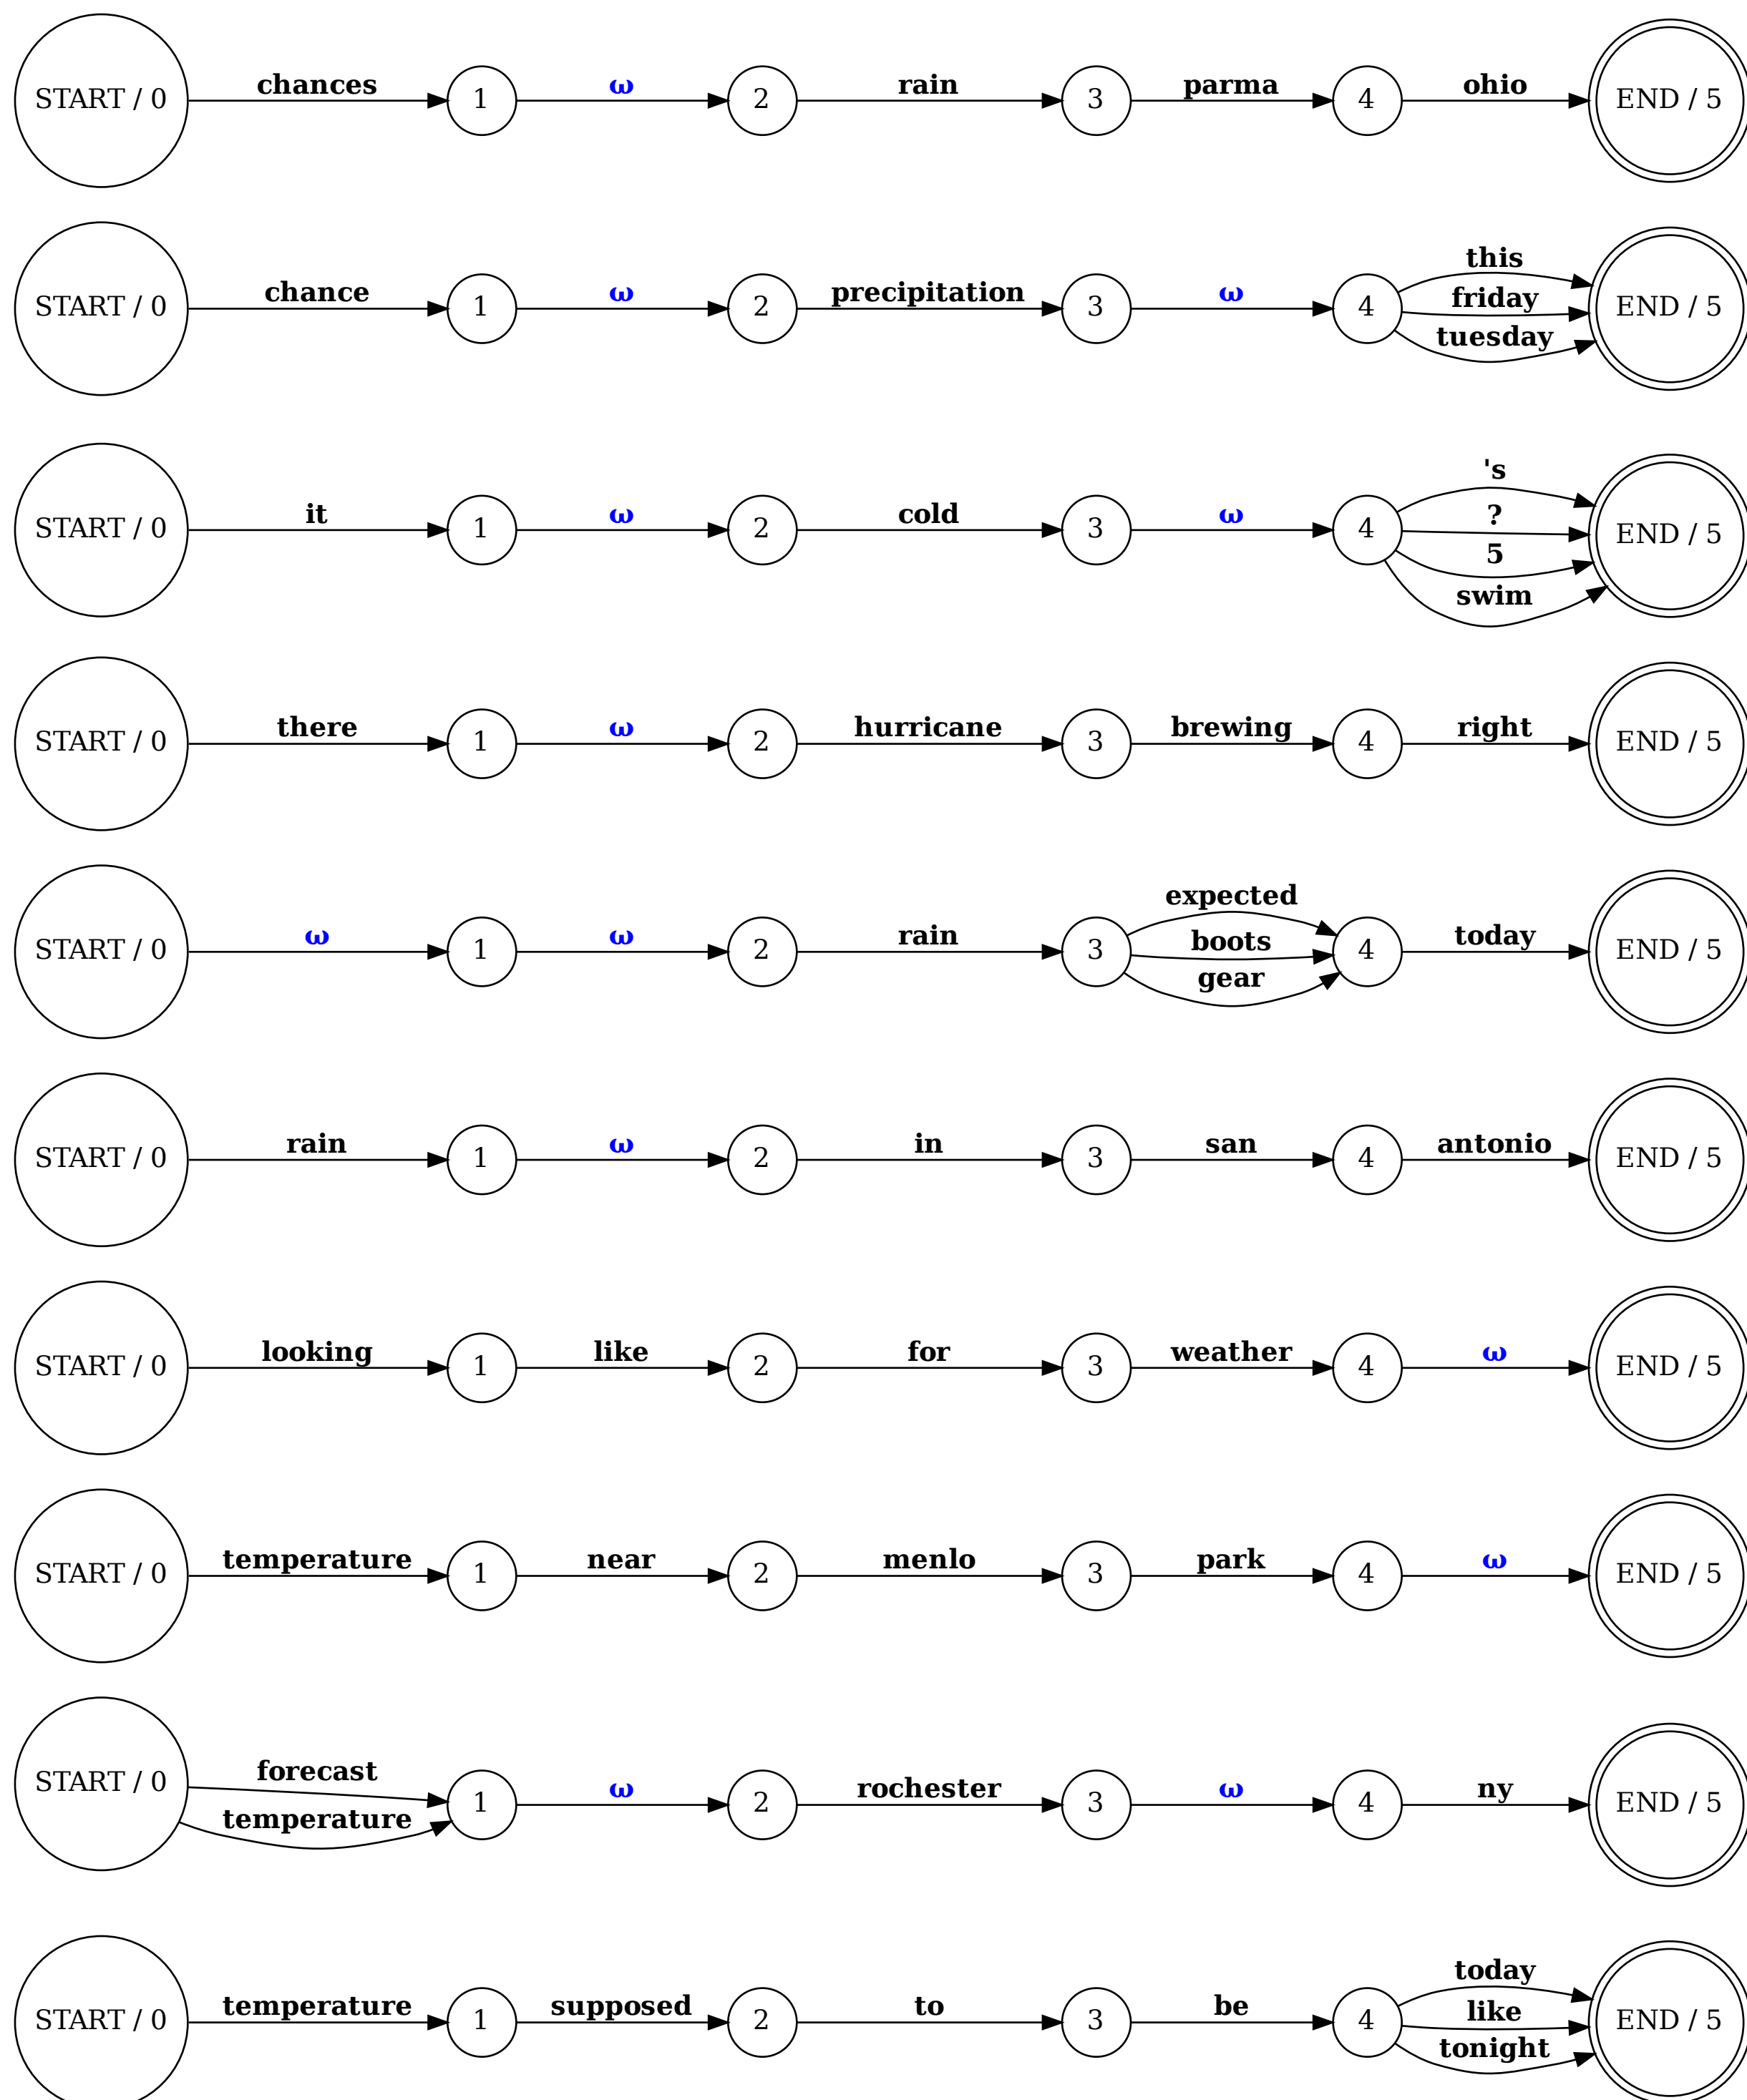 START / 0 chances 1 ω 2 rain 3 parma 4 ohio END / 5
START / 0 chance 1 ω 2 precipitation 3 ω 4 this friday tuesday END / 5
START / 0 it 1 ω 2 cold 3 ω 4 's ? 5 swim END / 5
START / 0 there 1 ω 2 hurricane 3 brewing 4 right END / 5
START / 0 ω 1 ω 2 rain 3 expected boots gear 4 today END / 5
START / 0 rain 1 ω 2 in 3 san 4 antonio END / 5
START / 0 looking 1 like 2 for 3 weather 4 ω END / 5
START / 0 temperature 1 near 2 menlo 3 park 4 ω END / 5
START / 0 forecast temperature 1 ω 2 rochester 3 ω 4 ny END / 5
START / 0 temperature 1 supposed 2 to 3 be 4 today like tonight END / 5